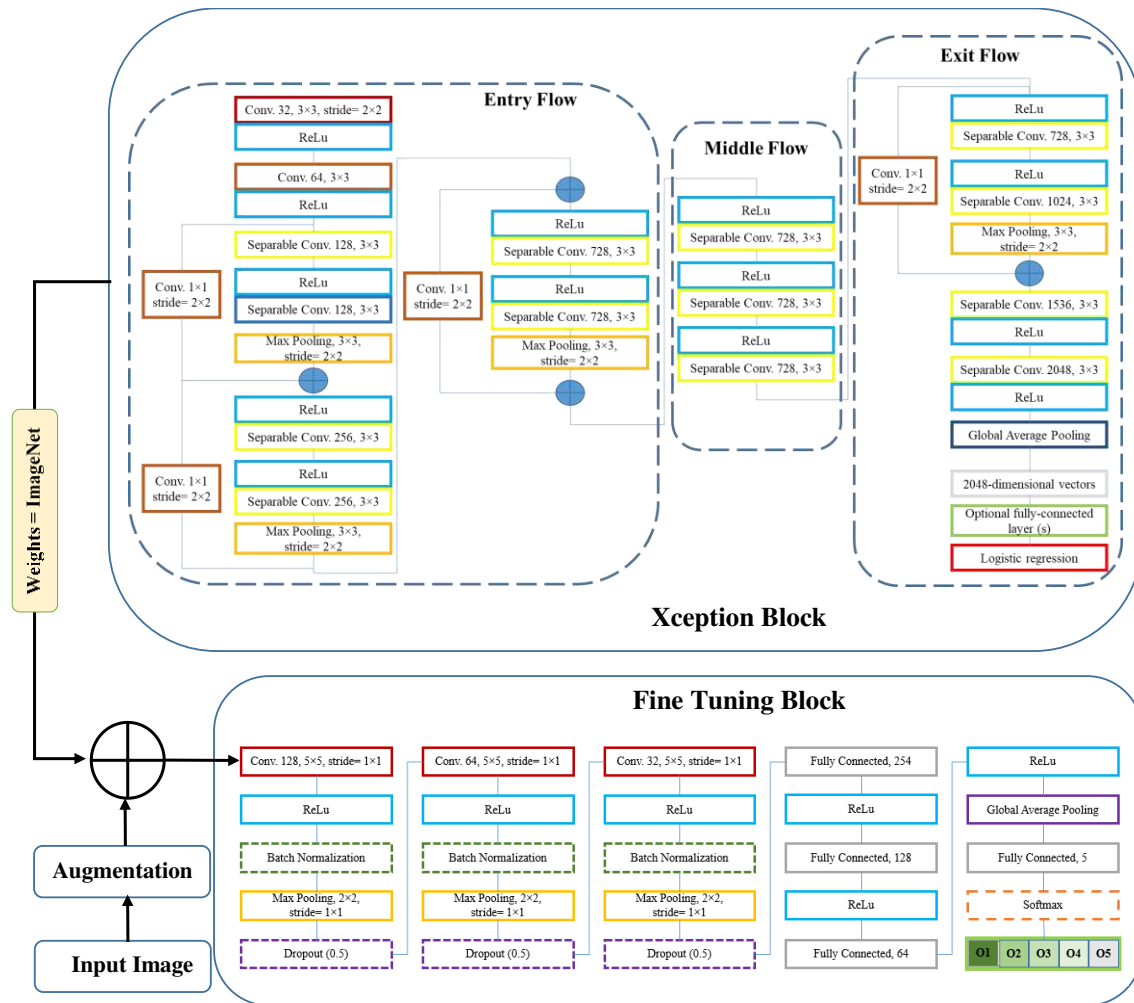 Exit Flow
Entry Flow
Conv. 32, 3×3, stride= 2×2
ReLu
Conv. 64, 3×3
ReLu
Separable Conv. 128, 3×3
Conv. 1×1
stride= 2×2
ReLu
Separable Conv. 128, 3×3
Max Pooling, 3×3,
stride= 2×2
ReLu
Separable Conv. 256, 3×3
Conv. 1×1
stride= 2×2
ReLu
Separable Conv. 256, 3×3
Max Pooling, 3×3,
stride= 2×2
ReLu
Separable Conv. 728, 3×3
Conv. 1×1
stride= 2×2
ReLu
Separable Conv. 728, 3×3
Max Pooling, 3×3,
stride= 2×2
Middle Flow
ReLu
Separable Conv. 728, 3×3
ReLu
Separable Conv. 728, 3×3
ReLu
Separable Conv. 728, 3×3
ReLu
Separable Conv. 728, 3×3
Conv. 1×1
stride= 2×2
ReLu
Separable Conv. 1024, 3×3
Max Pooling, 3×3,
stride= 2×2
Separable Conv. 1536, 3×3
ReLu
Separable Conv. 2048, 3×3
ReLu
Global Average Pooling
2048-dimensional vectors
Optional fully-connected
layer (s)
Logistic regression
Xception Block
Weights = ImageNet
Fine Tuning Block
Conv. 128, 5×5, stride= 1×1
ReLu
Batch Normalization
Max Pooling, 2×2,
stride= 1×1
Dropout (0.5)
Conv. 64, 5×5, stride= 1×1
ReLu
Batch Normalization
Max Pooling, 2×2,
stride= 1×1
Dropout (0.5)
Conv. 32, 5×5, stride= 1×1
ReLu
Batch Normalization
Max Pooling, 2×2,
stride= 1×1
Dropout (0.5)
Fully Connected, 254
ReLu
Fully Connected, 128
ReLu
Fully Connected, 64
ReLu
Global Average Pooling
Fully Connected, 5
Softmax
O1 O2 O3 O4 O5
Augmentation
Input Image